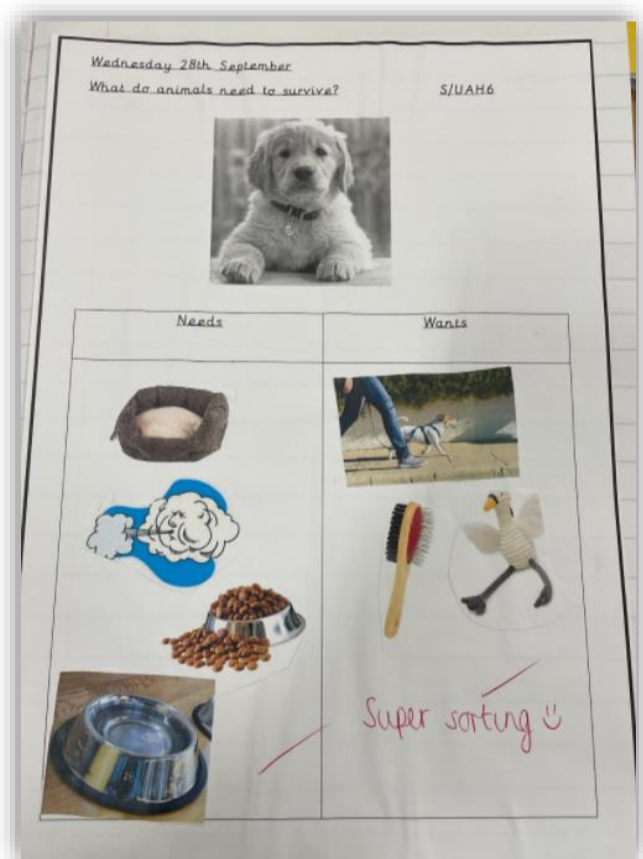 Wednesday 28th September
What do animals need to survive? S/UAH6
Needs Wants
Super sorting